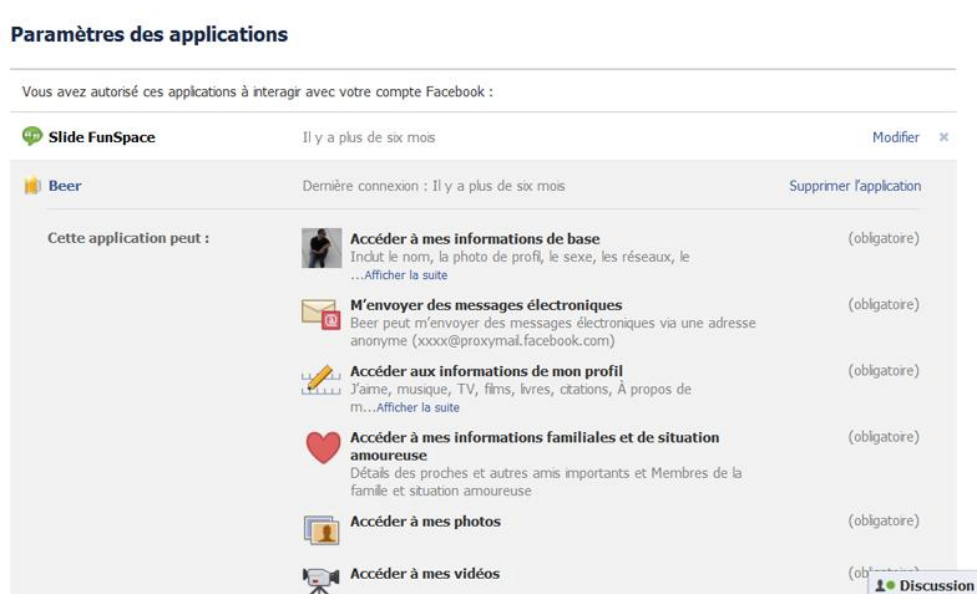 Paramètres des applications
Vous avez autorisé ces applications à interagir avec votre compte Facebook :
Slide FunSpace Il y a plus de six mois Modifier ×
Beer Dernière connexion : Il y a plus de six mois Supprimer l'application
Cette application peut : Accéder à mes informations de base (obligatoire)
Inclut le nom, la photo de profil, le sexe, les réseaux, le
...Afficher la suite
M'envoyer des messages électroniques (obligatoire)
Beer peut m'envoyer des messages électroniques via une adresse
anonyme (xxxx@proxymail.facebook.com)
Accéder aux informations de mon profil (obligatoire)
J'aime, musique, TV, films, livres, citations, À propos de
m...Afficher la suite
Accéder à mes informations familiales et de situation (obligatoire)
amoureuse
Détails des proches et autres amis importants et Membres de la
famille et situation amoureuse
Accéder à mes photos (obligatoire)
Accéder à mes vidéos
Discussion